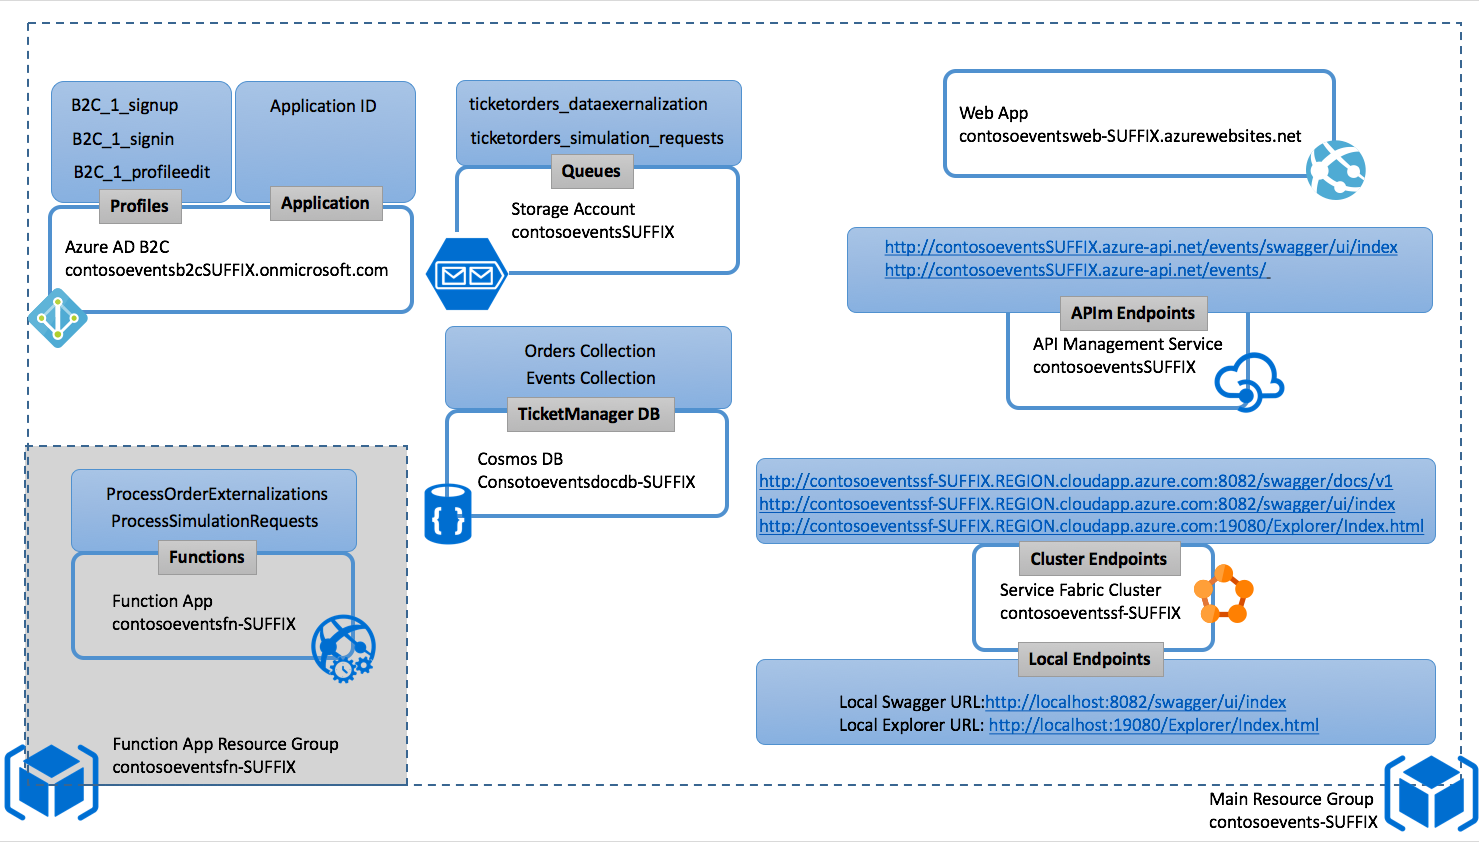 B2C_1_signup
B2C_1_signin
B2C_1_profileedit
Profiles
Application ID
Application
Azure AD B2C
contosoeventsb2cSUFFIX.onmicrosoft.com
ticketorders_dataexernalization
ticketorders_simulation_requests
Queues
Storage Account
contosoeventsSUFFIX
Web App
contosoeventsweb-SUFFIX.azurewebsites.net
http://contosoeventsSUFFIX.azure-api.net/events/swagger/ui/index
http://contosoeventsSUFFIX.azure-api.net/events/
APIm Endpoints
API Management Service
contosoeventsSUFFIX
Orders Collection
Events Collection
TicketManager DB
Cosmos DB
Consotoeventsdocdb-SUFFIX
ProcessOrderExternalizations
ProcessSimulationRequests
Functions
Function App
contosoeventsfn-SUFFIX
Function App Resource Group
contosoeventsfn-SUFFIX
http://contosoeventssf-SUFFIX.REGION.cloudapp.azure.com:8082/swagger/docs/v1
http://contosoeventssf-SUFFIX.REGION.cloudapp.azure.com:8082/swagger/ui/index
http://contosoeventssf-SUFFIX.REGION.cloudapp.azure.com:19080/Explorer/Index.html
Cluster Endpoints
Service Fabric Cluster
contosoeventssf-SUFFIX
Local Endpoints
Local Swagger URL:http://localhost:8082/swagger/ui/index
Local Explorer URL: http://localhost:19080/Explorer/Index.html
Main Resource Group
contosoevents-SUFFIX